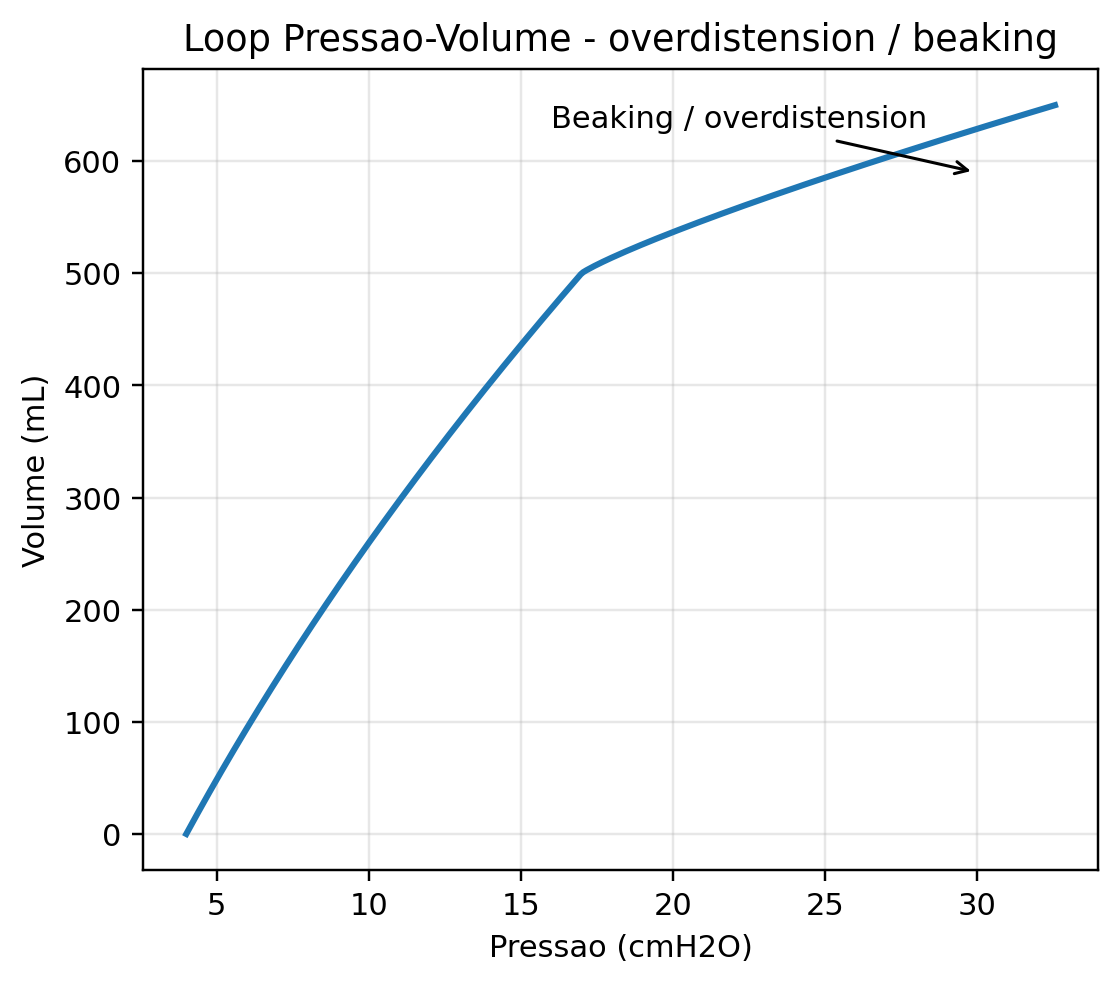 Loop Pressao-Volume - overdistension / beaking
Beaking / overdistension
Volume (mL)
600
500
400
300
200
100
0
5 10 15 20 25 30
Pressao (cmH2O)